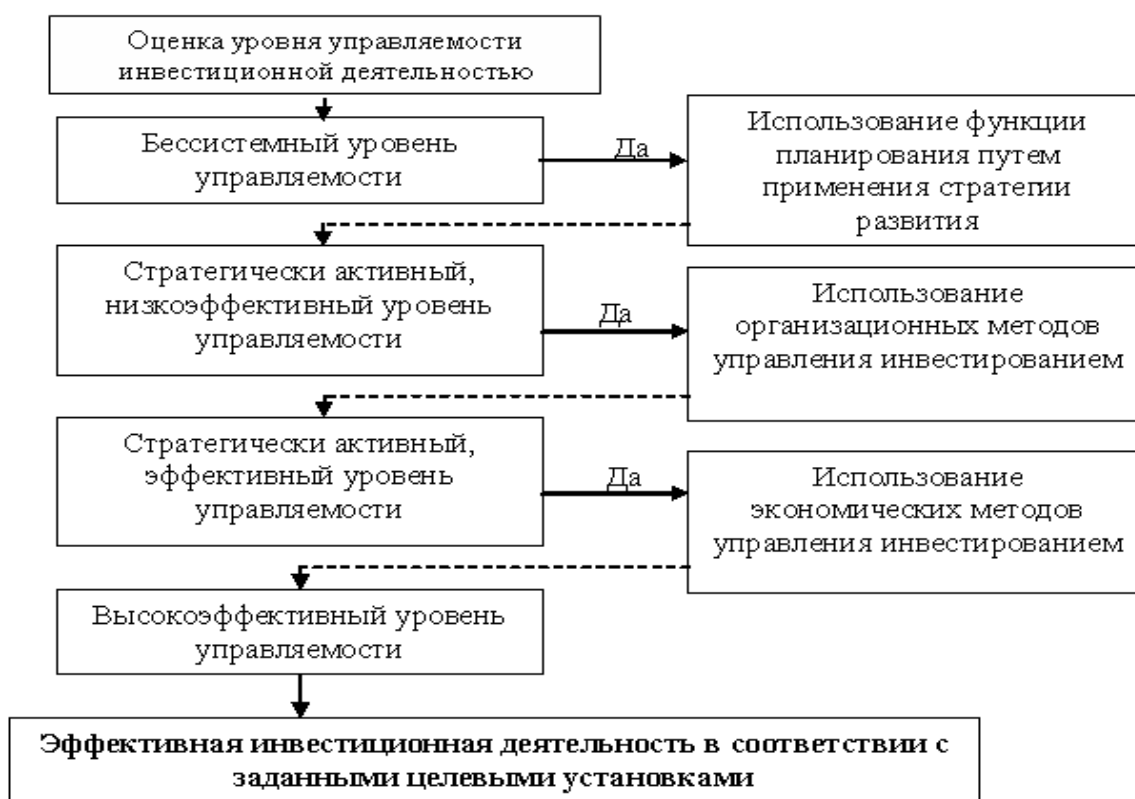 Оценка уровня управляемости
инвестиционной деятельностью
Бессистемный уровень
управляемости
Да
Использование функции
планирования путем
применения стратегии
развития
Стратегически активный,
низкоэффективный уровень
управляемости
Да
Использование
организационных методов
управления инвестированием
Стратегически активный,
эффективный уровень
управляемости
Да
Использование
экономических методов
управления инвестированием
Высокоэффективный уровень
управляемости
Эффективная инвестиционная деятельность в соответствии с
заданными целевыми установками